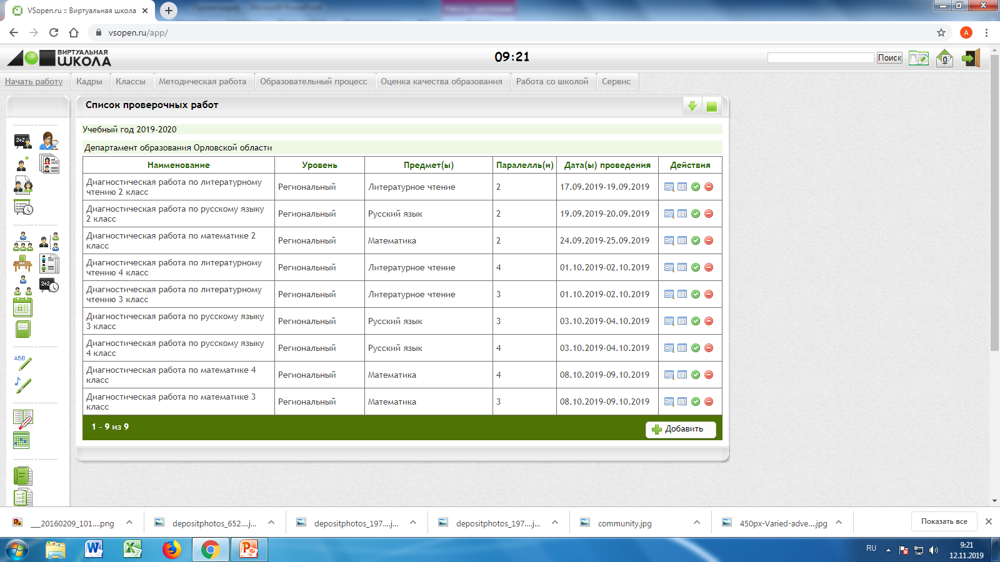 VSopen.ru :: Виртуальная школа
vsopen.ru/app/
А
ВИРТУАЛЬНАЯ
ШКОЛА
09:21
Поиск
0
Начать работу Кадры Классы Методическая работа Образовательный процесс Оценка качества образования Работа со школой Сервис
Список проверочных работ
Учебный год 2019-2020
Департамент образования Орловской области
Наименование Уровень Предмет(ы) Параллель(и) Дата(ы) проведения Действия
Диагностическая работа по литературному
чтению 2 класс Региональный Литературное чтение 2 17.09.2019-19.09.2019
Диагностическая работа по русскому языку
2 класс Региональный Русский язык 2 19.09.2019-20.09.2019
Диагностическая работа по математике 2
класс Региональный Математика 2 24.09.2019-25.09.2019
Диагностическая работа по литературному
чтению 4 класс Региональный Литературное чтение 4 01.10.2019-02.10.2019
Диагностическая работа по литературному
чтению 3 класс Региональный Литературное чтение 3 01.10.2019-02.10.2019
Диагностическая работа по русскому языку
3 класс Региональный Русский язык 3 03.10.2019-04.10.2019
Диагностическая работа по русскому языку
4 класс Региональный Русский язык 4 03.10.2019-04.10.2019
Диагностическая работа по математике 4
класс Региональный Математика 4 08.10.2019-09.10.2019
Диагностическая работа по математике 3
класс Региональный Математика 3 08.10.2019-09.10.2019
1 - 9 из 9 Добавить
2+2
2+2
АБВ
___20160209_101....png depositphotos_652....j... depositphotos_197....j... depositphotos_197....j... community.jpg 450px-Varied-adve....jpg Показать все
RU 9:21
12.11.2019